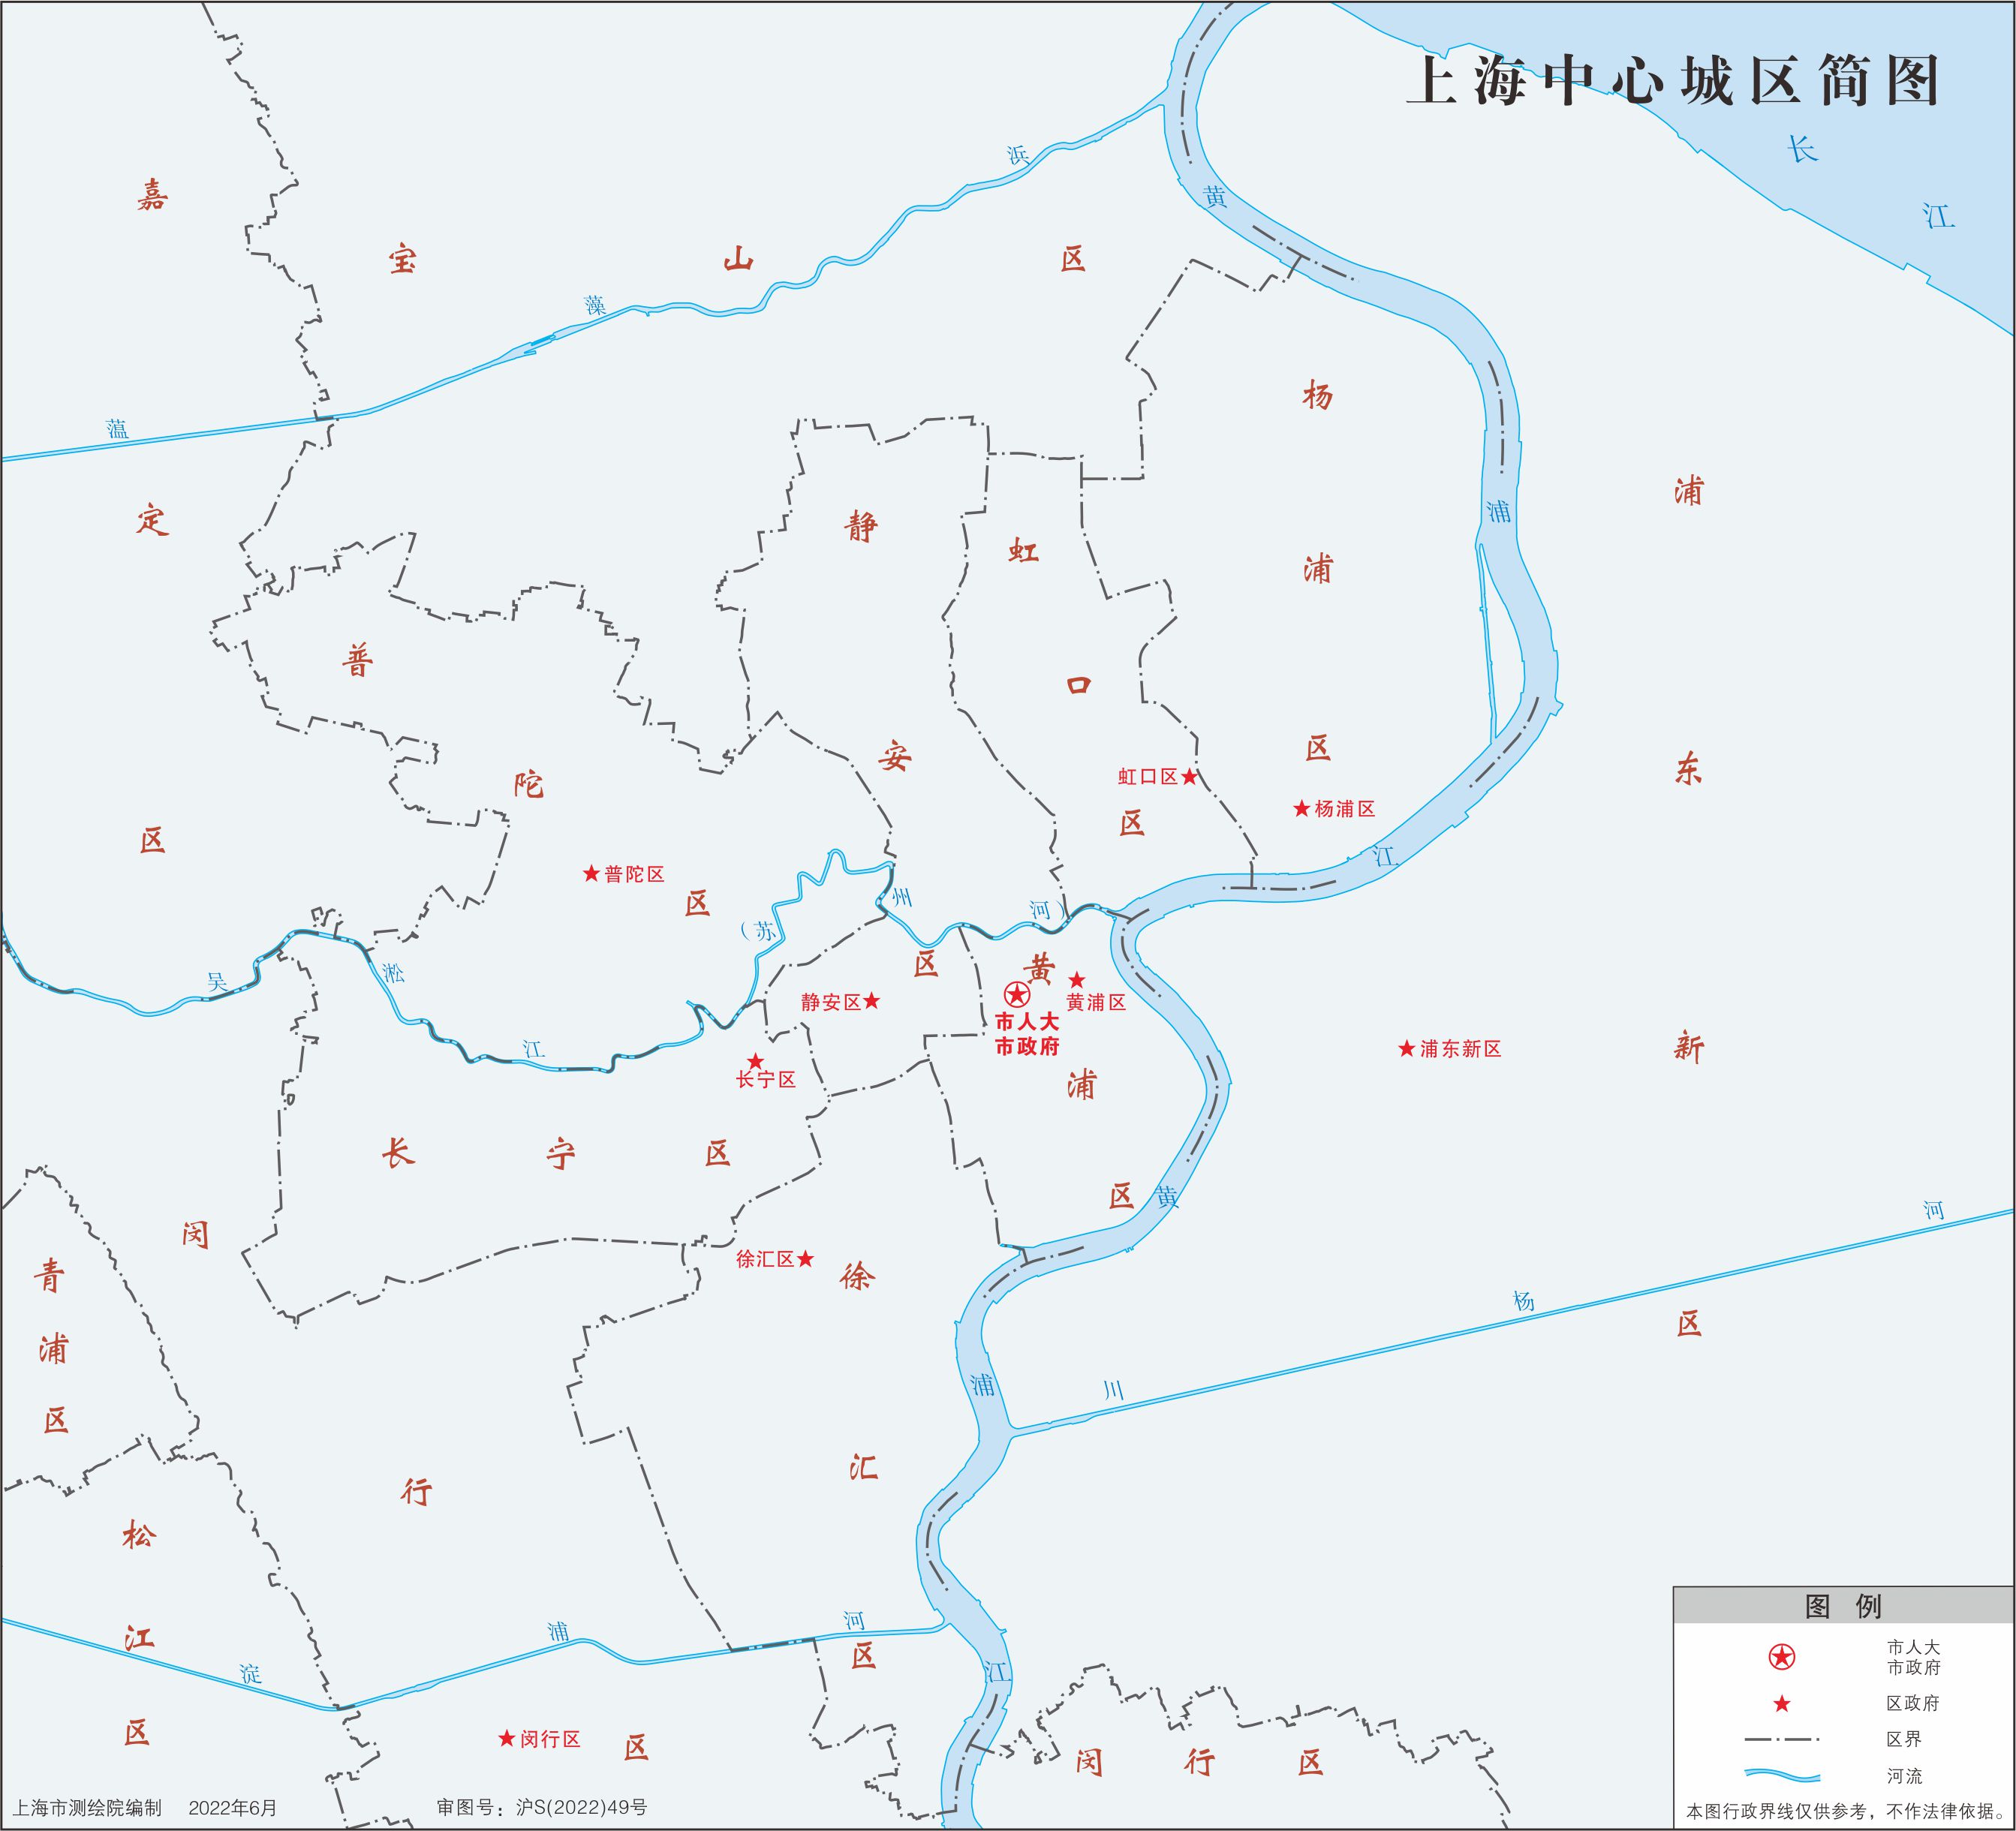 上海中心城区简图
长江
黄浦江
黄浦江
蕰藻浜
吴淞江
（苏州河）
川杨河
淀浦河
嘉定区
宝山区
杨浦区
虹口区
静安区
普陀区
长宁区
黄浦区
徐汇区
浦东新区
闵行区
闵行区
青浦区
松江区
虹口区
杨浦区
普陀区
静安区
黄浦区
市人大
市政府
长宁区
浦东新区
徐汇区
闵行区
图例
市人大
市政府
区政府
区界
河流
本图行政界线仅供参考，不作法律依据。
上海市测绘院编制 2022年6月 审图号：沪S(2022)49号